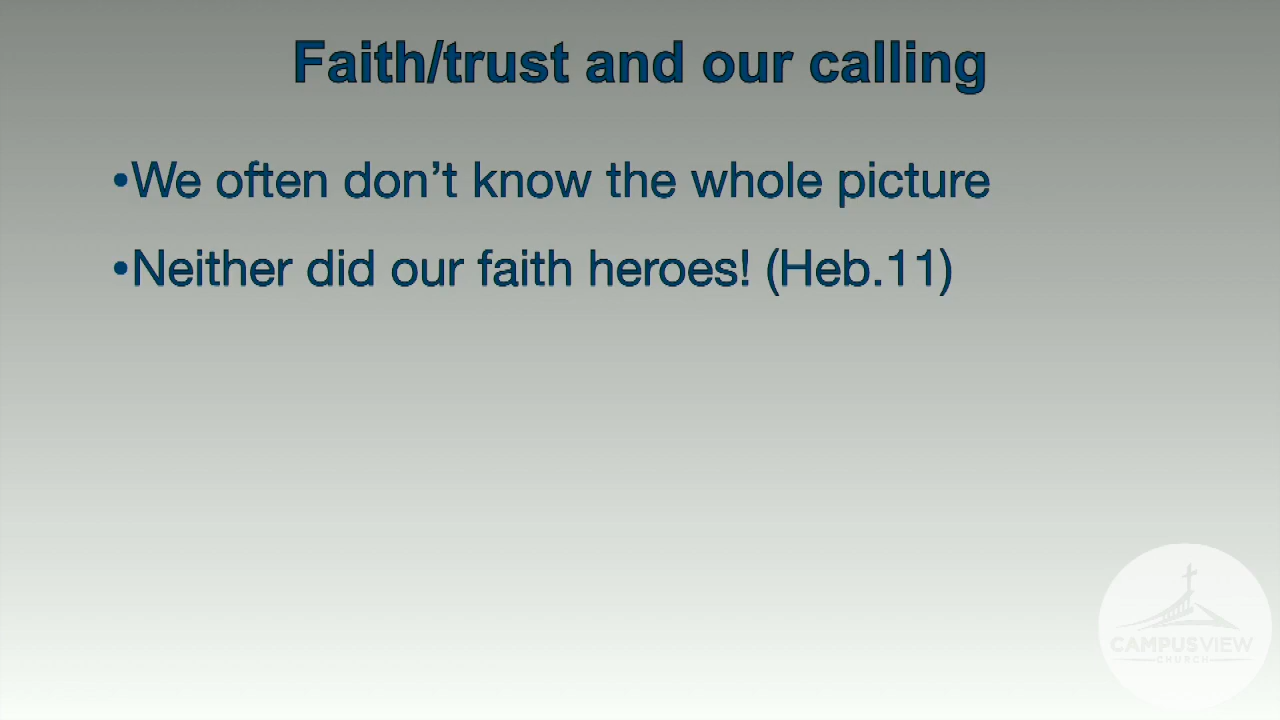 Faith/trust and our calling
•We often don’t know the whole picture
•Neither did our faith heroes! (Heb.11)
CAMPUSVIEW
CHURCH